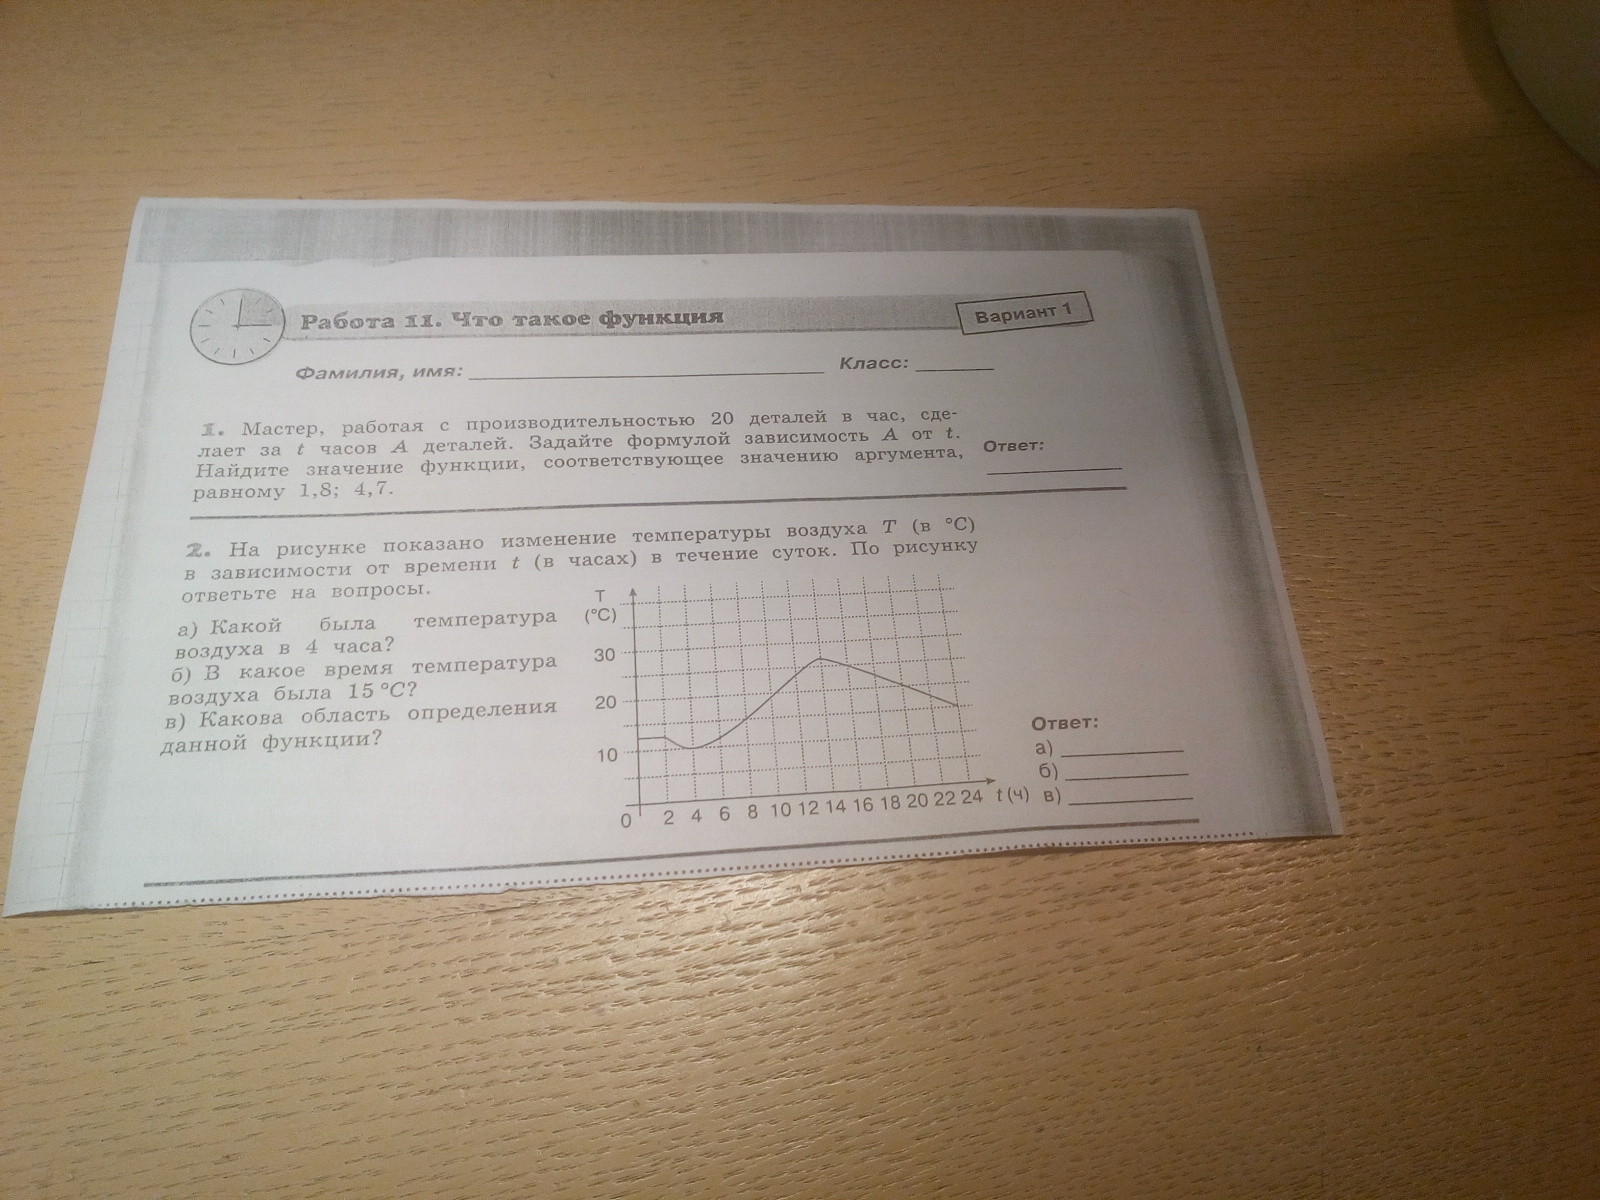 Работа 11. Что такое функция
Вариант 1
Фамилия, имя:
Класс:
1. Мастер, работая с производительностью 20 деталей в час, сде-
лает за t часов A деталей. Задайте формулой зависимость A от t.
Найдите значение функции, соответствующее значению аргумента,
равному 1,8; 4,7.
Ответ:
2. На рисунке показано изменение температуры воздуха T (в °C)
в зависимости от времени t (в часах) в течение суток. По рисунку
ответьте на вопросы.
а) Какой была температура
воздуха в 4 часа?
б) В какое время температура
воздуха была 15 °C?
в) Какова область определения
данной функции?
T
(°C)
30
20
10
0 2 4 6 8 10 12 14 16 18 20 22 24 t (ч)
Ответ:
а)
б)
в)